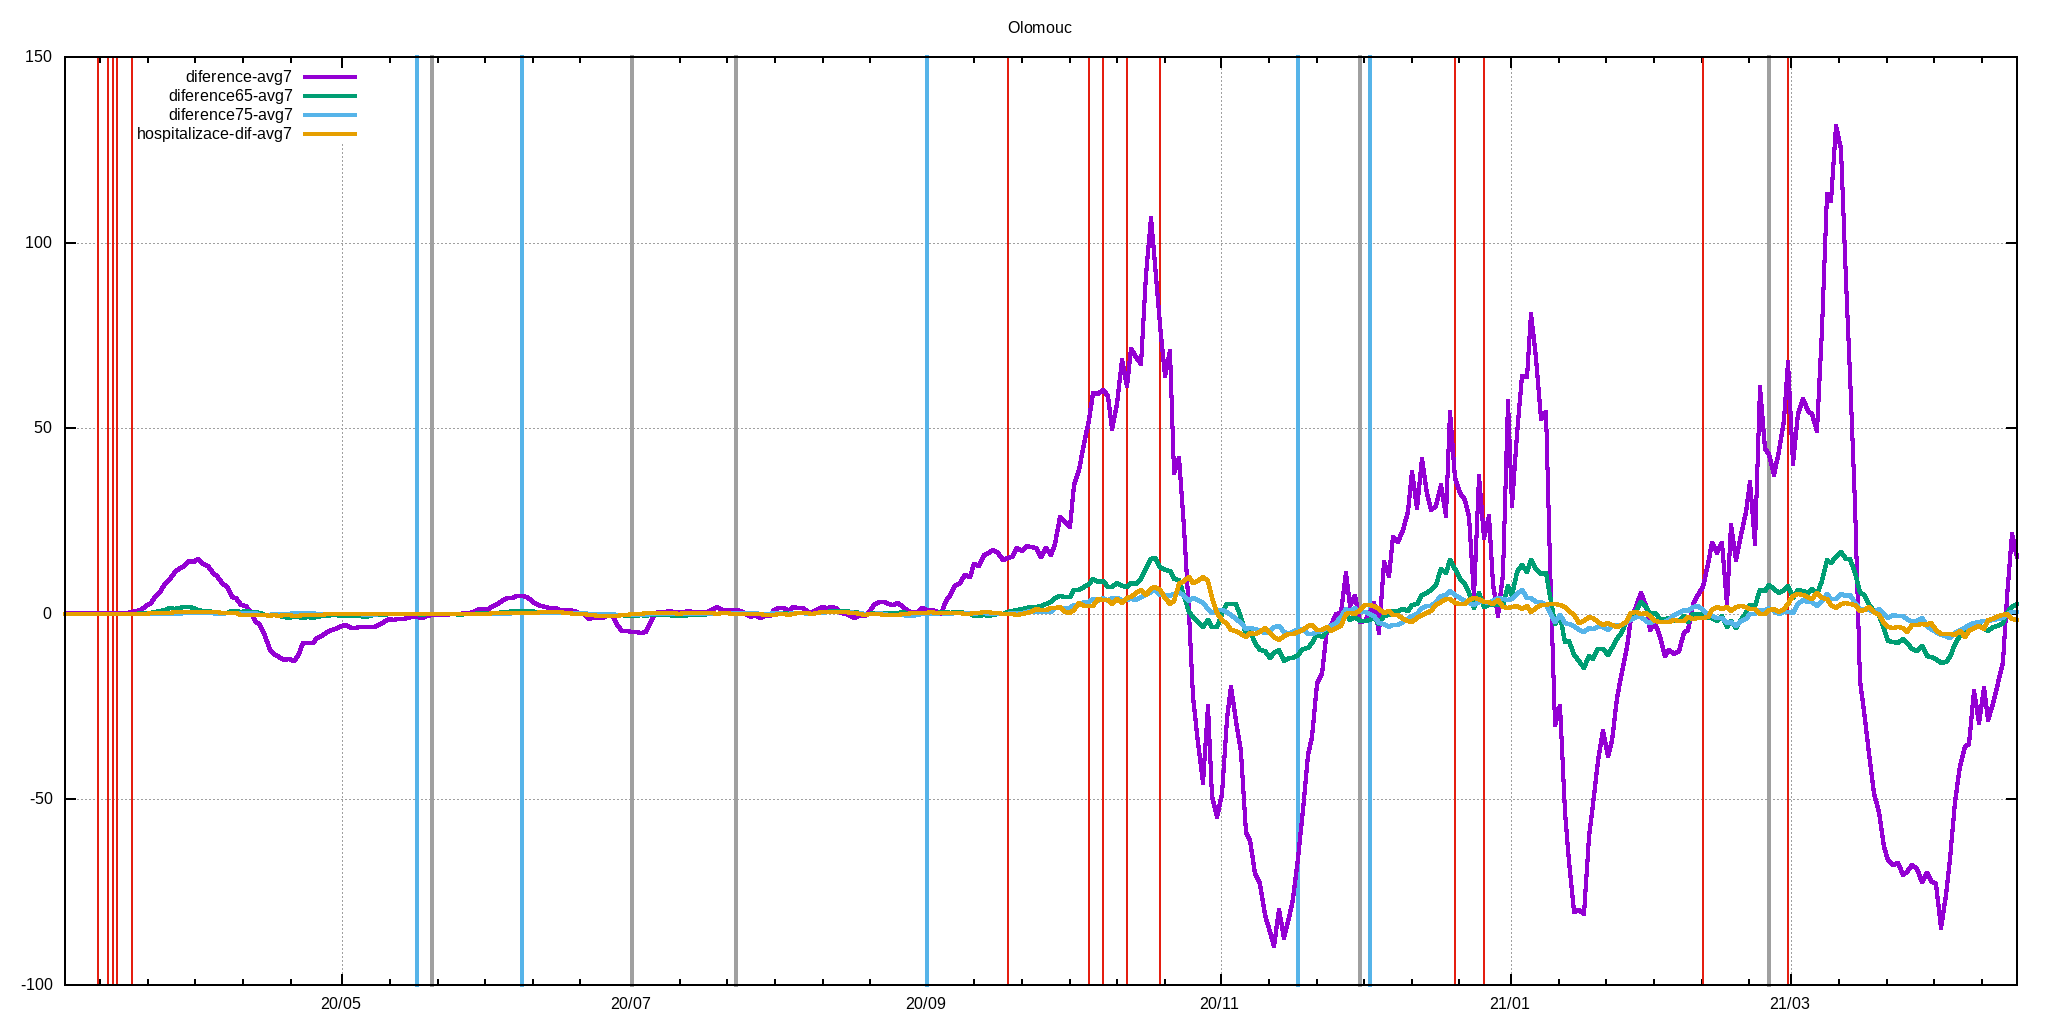 Olomouc
150
diference-avg7
diference65-avg7
diference75-avg7
hospitalizace-dif-avg7
100
50
0
-50
-100
20/05
20/07
20/09
20/11
21/01
21/03